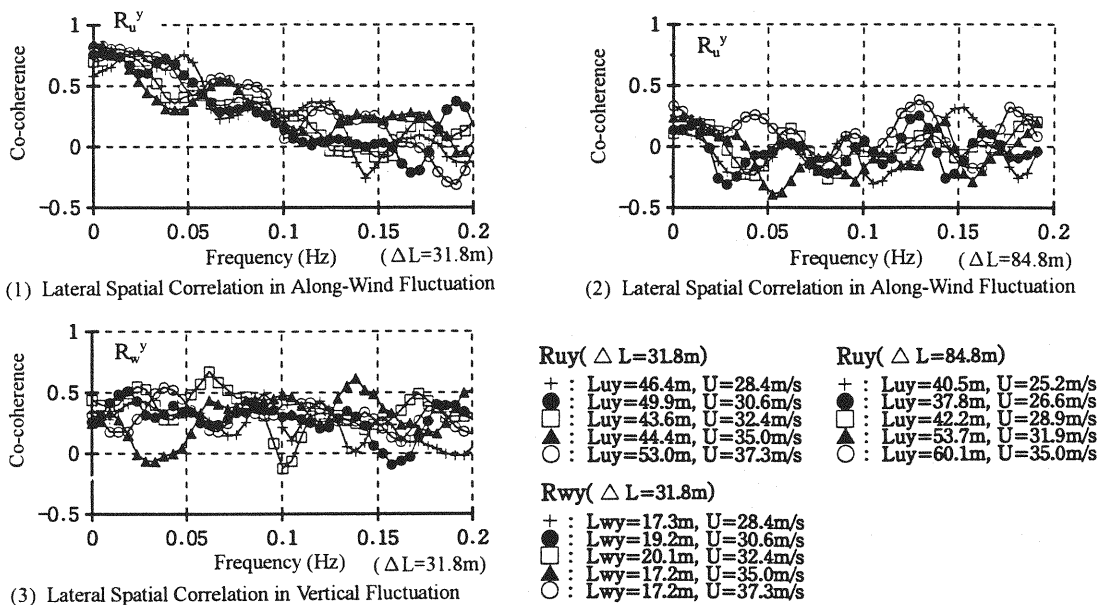 1
R_u^y
0.5
0
-0.5
Co-coherence
0 0.05 0.1 0.15 0.2
Frequency (Hz) (ΔL=31.8m)
(1) Lateral Spatial Correlation in Along-Wind Fluctuation
1
R_u^y
0.5
0
-0.5
Co-coherence
0 0.05 0.1 0.15 0.2
Frequency (Hz) (ΔL=84.8m)
(2) Lateral Spatial Correlation in Along-Wind Fluctuation
1
R_w^y
0.5
0
-0.5
Co-coherence
0 0.05 0.1 0.15 0.2
Frequency (Hz) (ΔL=31.8m)
(3) Lateral Spatial Correlation in Vertical Fluctuation
Ruy( △ L=31.8m)
+ : Luy=46.4m, U=28.4m/s
● : Luy=49.9m, U=30.6m/s
□ : Luy=43.6m, U=32.4m/s
▲ : Luy=44.4m, U=35.0m/s
○ : Luy=53.0m, U=37.3m/s
Ruy( △ L=84.8m)
+ : Luy=40.5m, U=25.2m/s
● : Luy=37.8m, U=26.6m/s
□ : Luy=42.2m, U=28.9m/s
▲ : Luy=53.7m, U=31.9m/s
○ : Luy=60.1m, U=35.0m/s
Rwy( △ L=31.8m)
+ : Lwy=17.3m, U=28.4m/s
● : Lwy=19.2m, U=30.6m/s
□ : Lwy=20.1m, U=32.4m/s
▲ : Lwy=17.2m, U=35.0m/s
○ : Lwy=17.2m, U=37.3m/s